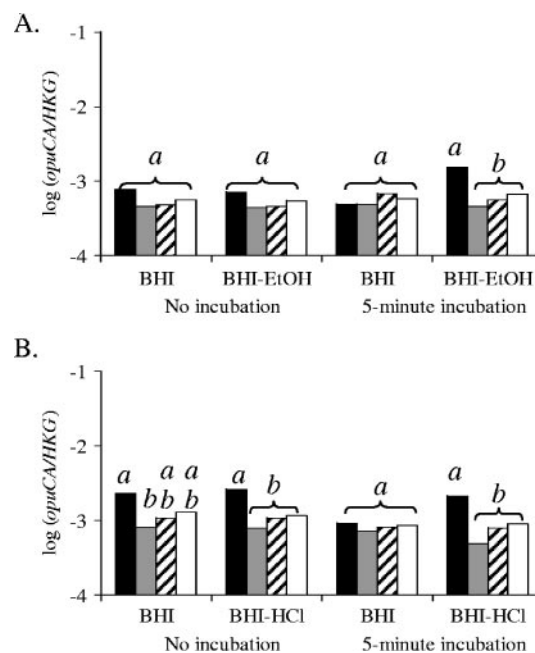 A.
-1
-2
-3
-4
log (opuCA/HKG)
a a a a b
BHI BHI-EtOH BHI BHI-EtOH
No incubation 5-minute incubation
B.
-1
-2
-3
-4
log (opuCA/HKG)
a a a a a a
b b b b b
BHI BHI-HCl BHI BHI-HCl
No incubation 5-minute incubation